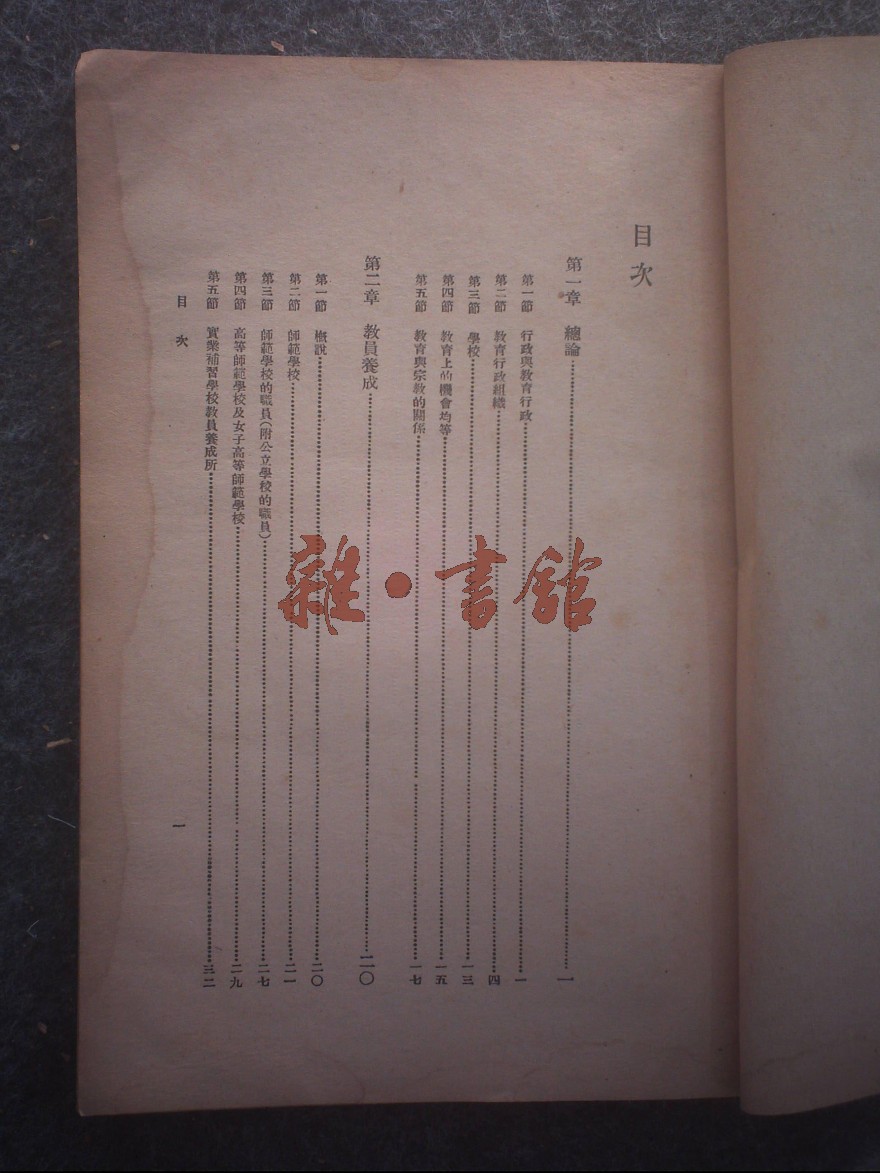 目次
第一章　總論…………一
第一節　行政與教育行政…………一
第二節　教育行政組織…………四
第三節　學校…………一三
第四節　教育上的機會均等…………一五
第五節　教育與宗教的關係…………一七
第二章　教員養成…………二〇
第一節　概說…………二〇
第二節　師範學校…………二一
第三節　師範學校的職員（附公立學校的職員）…………二七
第四節　高等師範學校及女子高等師範學校…………二九
第五節　實業補習學校教員養成所…………三二
目次
一
雜·書館